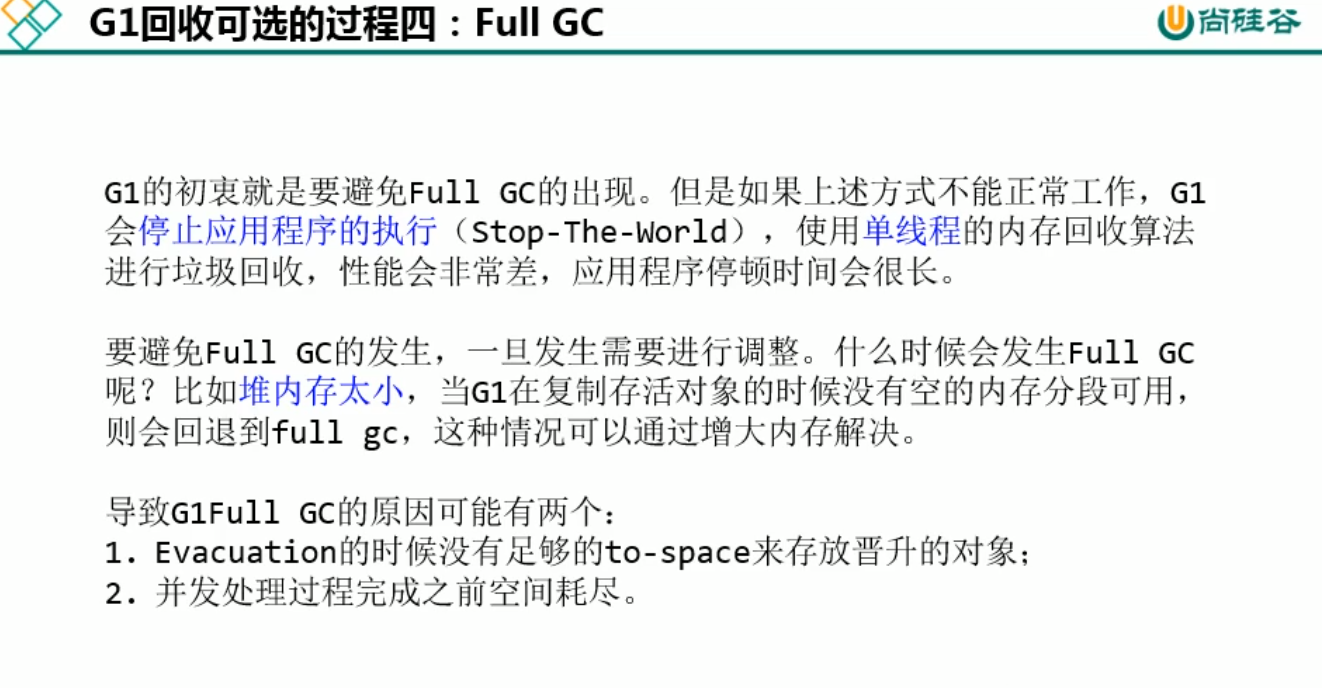 G1回收可选的过程四：Full GC
尚硅谷
G1的初衷就是要避免Full GC的出现。但是如果上述方式不能正常工作，G1
会停止应用程序的执行（Stop-The-World），使用单线程的内存回收算法
进行垃圾回收，性能会非常差，应用程序停顿时间会很长。
要避免Full GC的发生，一旦发生需要进行调整。什么时候会发生Full GC
呢？比如堆内存太小，当G1在复制存活对象的时候没有空的内存分段可用，
则会回退到full gc，这种情况可以通过增大内存解决。
导致G1Full GC的原因可能有两个：
1. Evacuation的时候没有足够的to-space来存放晋升的对象；
2. 并发处理过程完成之前空间耗尽。